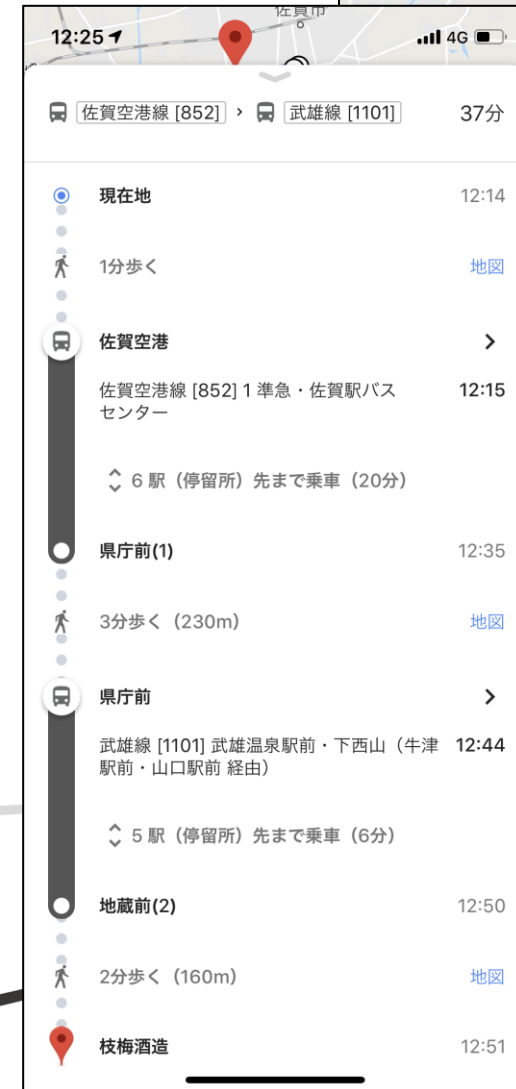 佐賀市
12:25
4G
佐賀空港線 [852] › 武雄線 [1101] 37分
現在地 12:14
1分歩く 地図
佐賀空港
佐賀空港線 [852] 1 準急・佐賀駅バス 12:15
センター
6 駅（停留所）先まで乗車（20分）
県庁前(1) 12:35
3分歩く（230m） 地図
県庁前
武雄線 [1101] 武雄温泉駅前・下西山（牛津 12:44
駅前・山口駅前 経由）
5 駅（停留所）先まで乗車（6分）
地蔵前(2) 12:50
2分歩く（160m） 地図
枝梅酒造 12:51